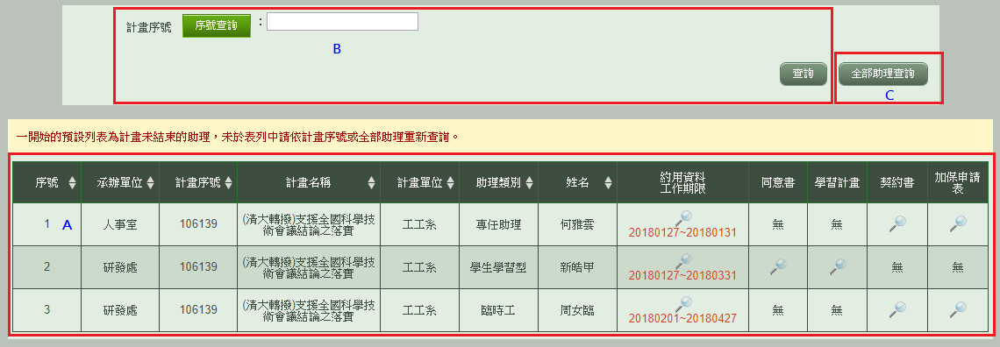 計畫序號 序號查詢 :
B
查詢 全部助理查詢
C
一開始的預設列表為計畫未結束的助理，未於表列中請依計畫序號或全部助理重新查詢。
序號 承辦單位 計畫序號 計畫名稱 計畫單位 助理類別 姓名 約用資料 同意書 學習計畫 契約書 加保申請
工作期限 表
1 A 人事室 106139 (清大轉撥)支援全國科學技 工工系 專任助理 何雅雲 無 無
術會議結論之落實 20180127~20180131
2 研發處 106139 (清大轉撥)支援全國科學技 工工系 學生學習型 新皓甲 無 無
術會議結論之落實 20180127~20180331
3 研發處 106139 (清大轉撥)支援全國科學技 工工系 臨時工 周女臨 無 無
術會議結論之落實 20180201~20180427